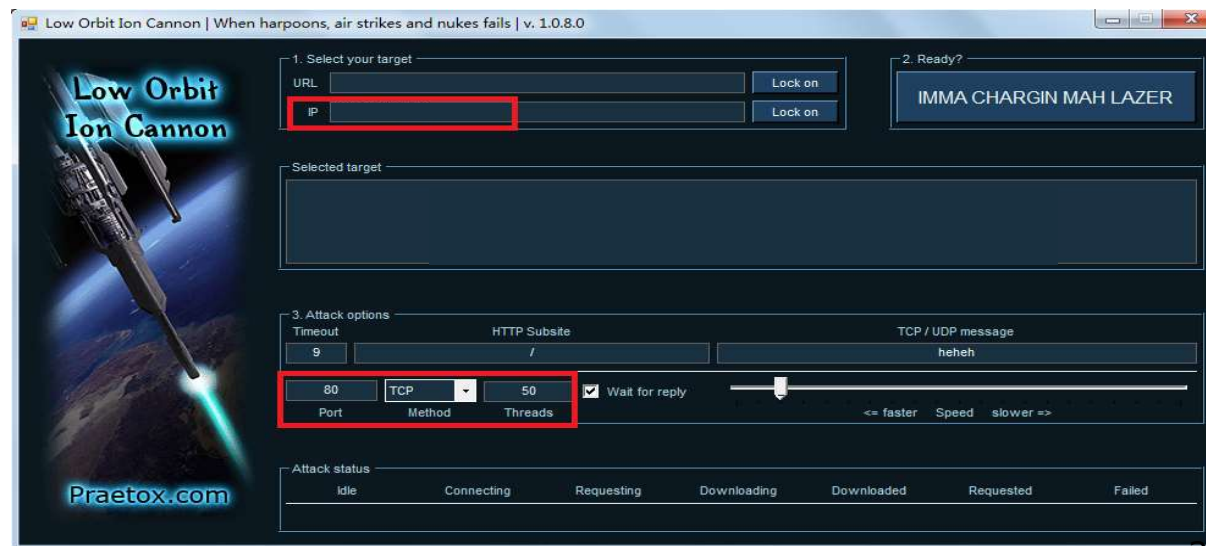 Low Orbit Ion Cannon | When harpoons, air strikes and nukes fails | v. 1.0.8.0
Low Orbit
Ion Cannon
Praetox.com
1. Select your target
URL
Lock on
IP
Lock on
2. Ready?
IMMA CHARGIN MAH LAZER
Selected target
3. Attack options
Timeout HTTP Subsite TCP / UDP message
9 / heheh
80 TCP 50 Wait for reply
Port Method Threads <= faster Speed slower =>
Attack status
Idle Connecting Requesting Downloading Downloaded Requested Failed